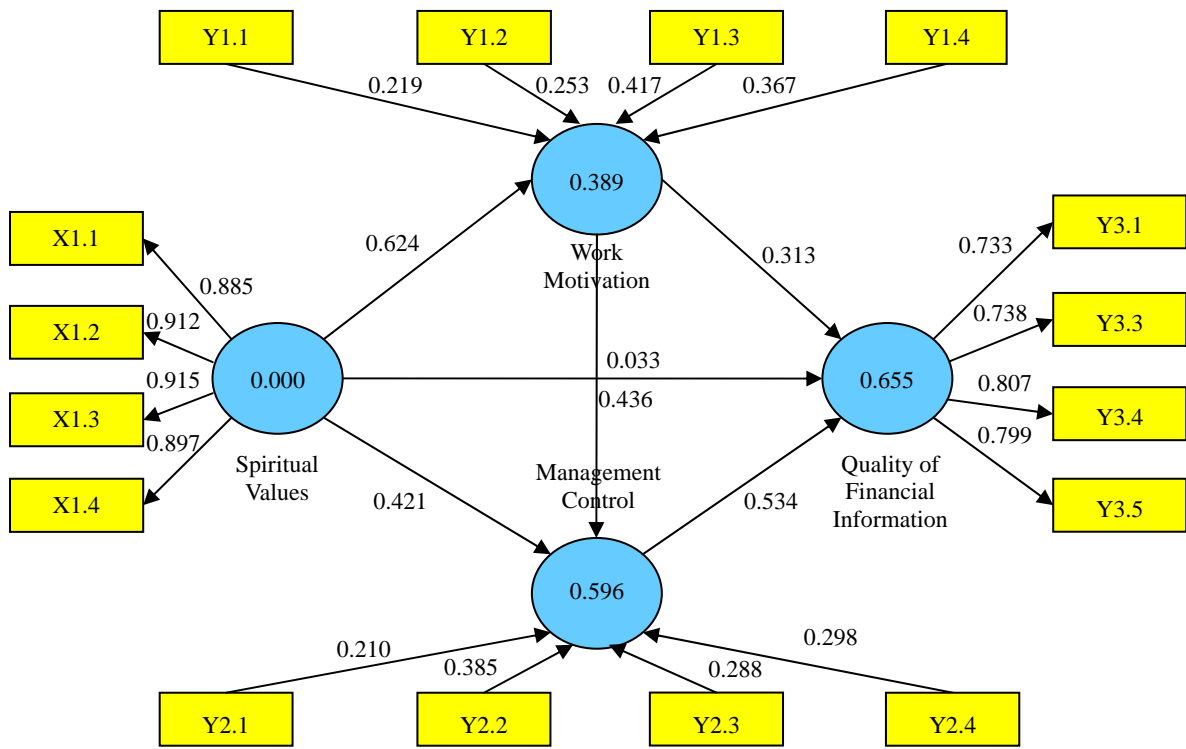 Y1.1
Y1.2
Y1.3
Y1.4
0.219
0.253
0.417
0.367
0.389
Work
Motivation
X1.1
X1.2
X1.3
X1.4
0.885
0.912
0.915
0.897
0.624
0.313
0.000
Spiritual
Values
0.033
0.436
0.421
0.534
0.655
Quality of
Financial
Information
0.733
0.738
0.807
0.799
Y3.1
Y3.3
Y3.4
Y3.5
Management
Control
0.596
0.210
0.385
0.288
0.298
Y2.1
Y2.2
Y2.3
Y2.4